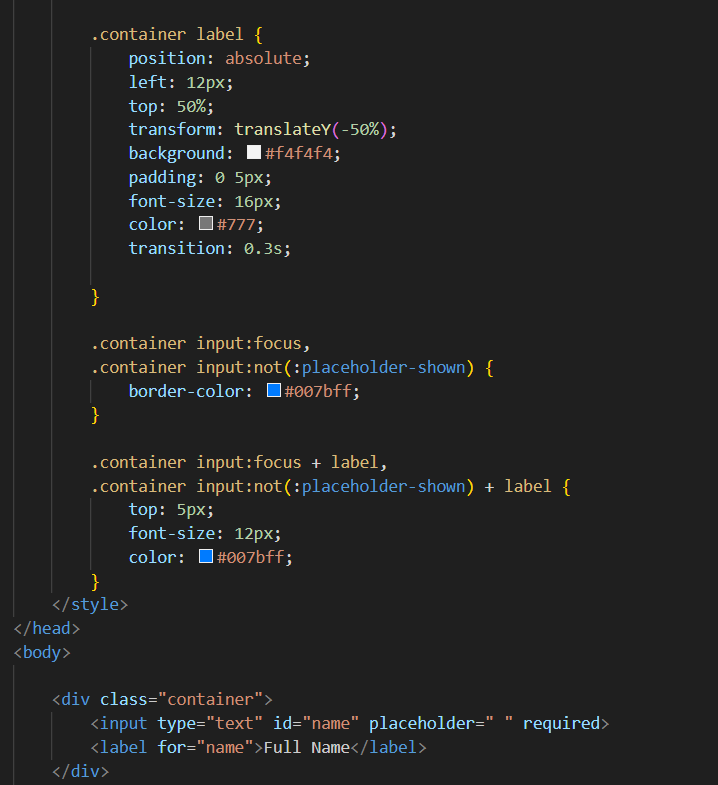 .container label {
position: absolute;
left: 12px;
top: 50%;
transform: translateY(-50%);
background: #f4f4f4;
padding: 0 5px;
font-size: 16px;
color: #777;
transition: 0.3s;
}
.container input:focus,
.container input:not(:placeholder-shown) {
border-color: #007bff;
}
.container input:focus + label,
.container input:not(:placeholder-shown) + label {
top: 5px;
font-size: 12px;
color: #007bff;
}
</style>
</head>
<body>
<div class="container">
<input type="text" id="name" placeholder=" " required>
<label for="name">Full Name</label>
</div>